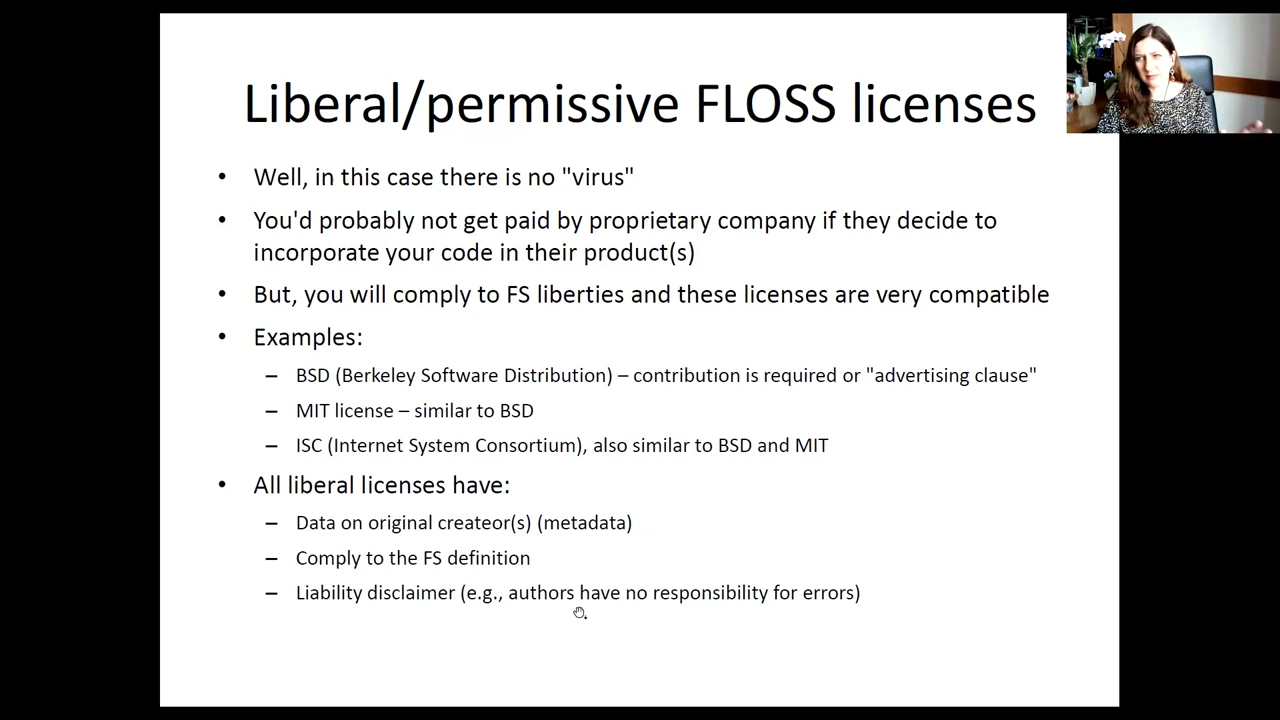 Liberal/permissive FLOSS licenses
• Well, in this case there is no "virus"
• You'd probably not get paid by proprietary company if they decide to
incorporate your code in their product(s)
• But, you will comply to FS liberties and these licenses are very compatible
• Examples:
– BSD (Berkeley Software Distribution) – contribution is required or "advertising clause"
– MIT license – similar to BSD
– ISC (Internet System Consortium), also similar to BSD and MIT
• All liberal licenses have:
– Data on original createor(s) (metadata)
– Comply to the FS definition
– Liability disclaimer (e.g., authors have no responsibility for errors)